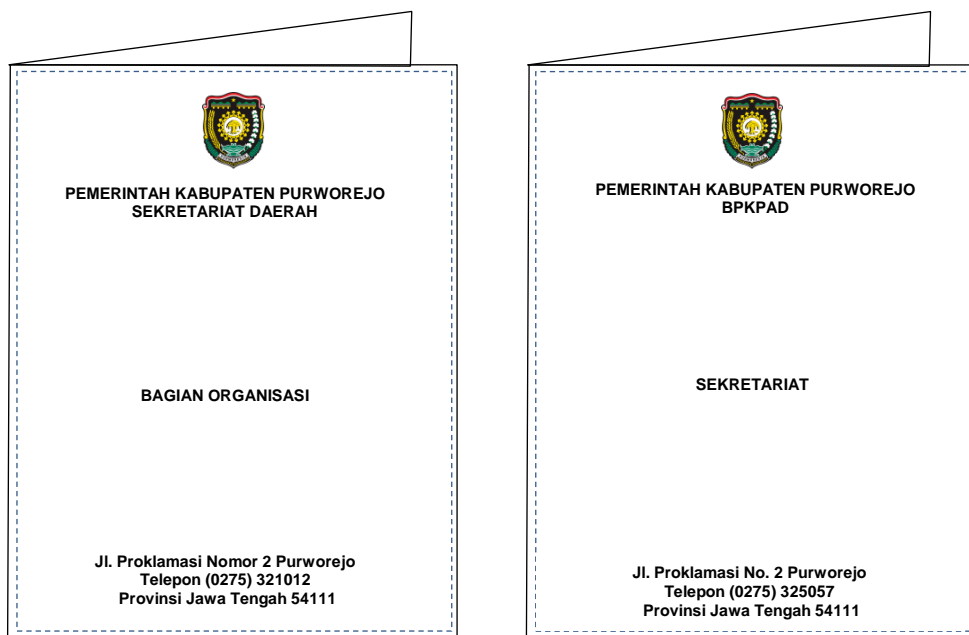 PEMERINTAH KABUPATEN PURWOREJO
SEKRETARIAT DAERAH
BAGIAN ORGANISASI
Jl. Proklamasi Nomor 2 Purworejo
Telepon (0275) 321012
Provinsi Jawa Tengah 54111
PEMERINTAH KABUPATEN PURWOREJO
BPKPAD
SEKRETARIAT
Jl. Proklamasi No. 2 Purworejo
Telepon (0275) 325057
Provinsi Jawa Tengah 54111